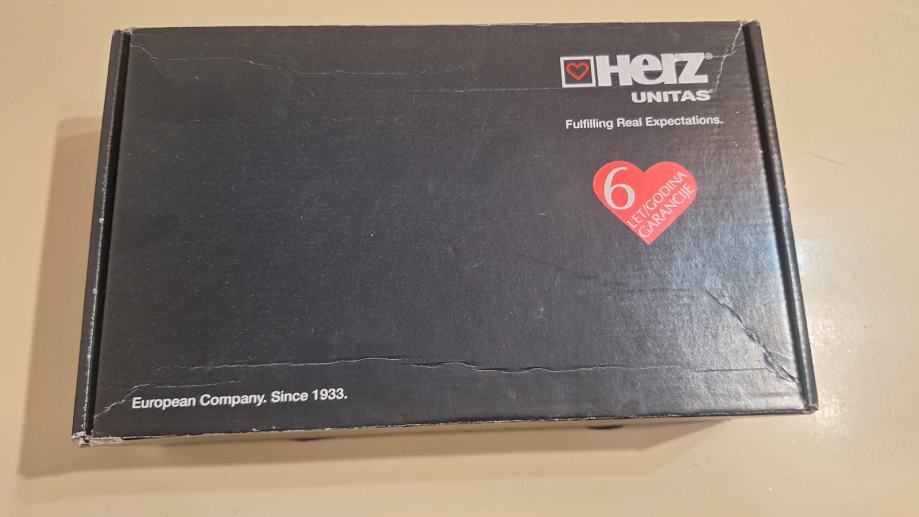 HERZ®
UNITAS®
Fulfilling Real Expectations.
6
LET/GODINA
GARANCIJE
European Company. Since 1933.